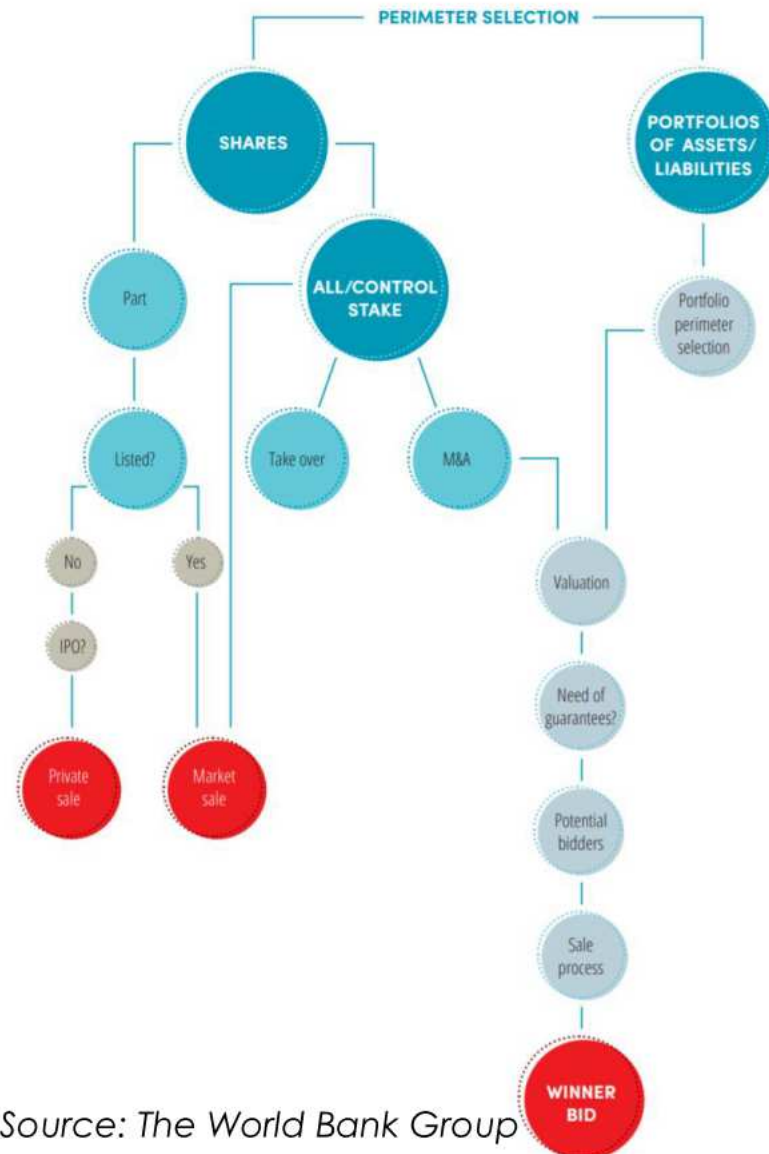 PERIMETER SELECTION
SHARES
PORTFOLIOS
OF ASSETS/
LIABILITIES
Part
ALL/CONTROL
STAKE
Portfolio
perimeter
selection
Listed?
Take over
M&A
No
Yes
Valuation
IPO?
Need of
guarantees?
Private
sale
Market
sale
Potential
bidders
Sale
process
WINNER
BID
Source: The World Bank Group